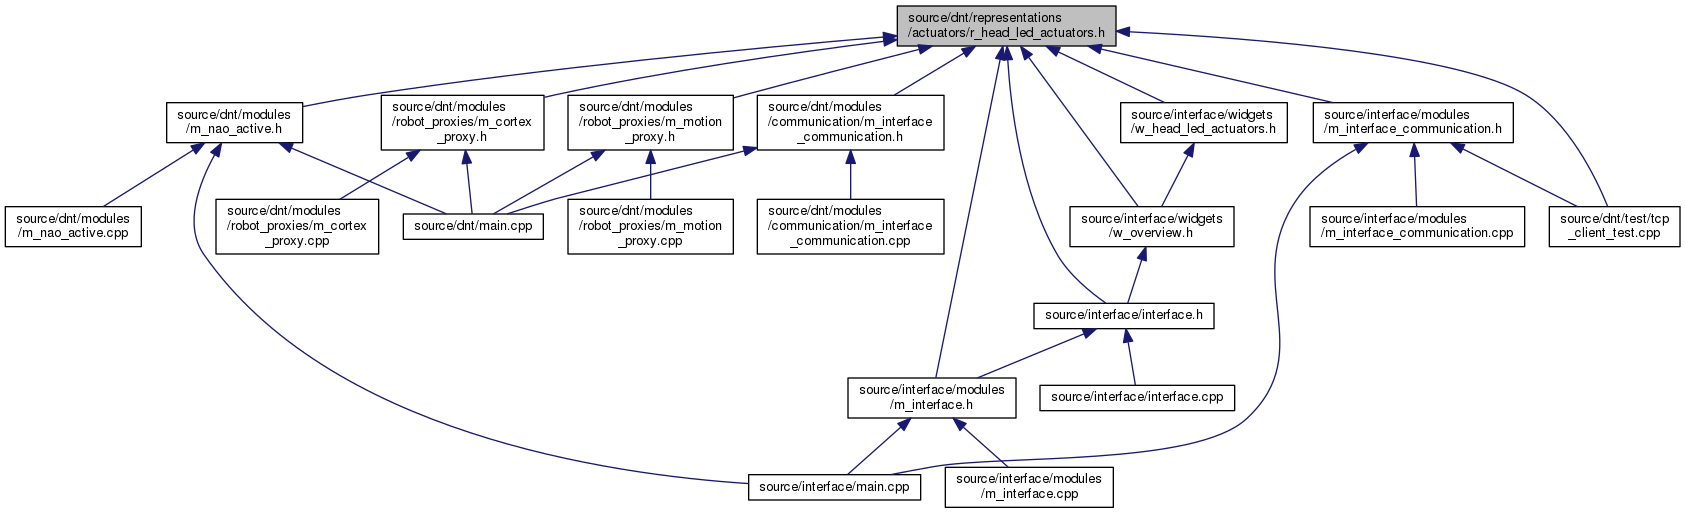 source/dnt/representations
/actuators/r_head_led_actuators.h
source/dnt/modules
/m_nao_active.h
source/dnt/modules
/robot_proxies/m_cortex
_proxy.h
source/dnt/modules
/robot_proxies/m_motion
_proxy.h
source/dnt/modules
/communication/m_interface
_communication.h
source/interface/widgets
/w_head_led_actuators.h
source/interface/modules
/m_interface_communication.h
source/dnt/modules
/m_nao_active.cpp
source/dnt/modules
/robot_proxies/m_cortex
_proxy.cpp
source/dnt/main.cpp
source/dnt/modules
/robot_proxies/m_motion
_proxy.cpp
source/dnt/modules
/communication/m_interface
_communication.cpp
source/interface/widgets
/w_overview.h
source/interface/modules
/m_interface_communication.cpp
source/dnt/test/tcp
_client_test.cpp
source/interface/interface.h
source/interface/modules
/m_interface.h
source/interface/interface.cpp
source/interface/main.cpp
source/interface/modules
/m_interface.cpp